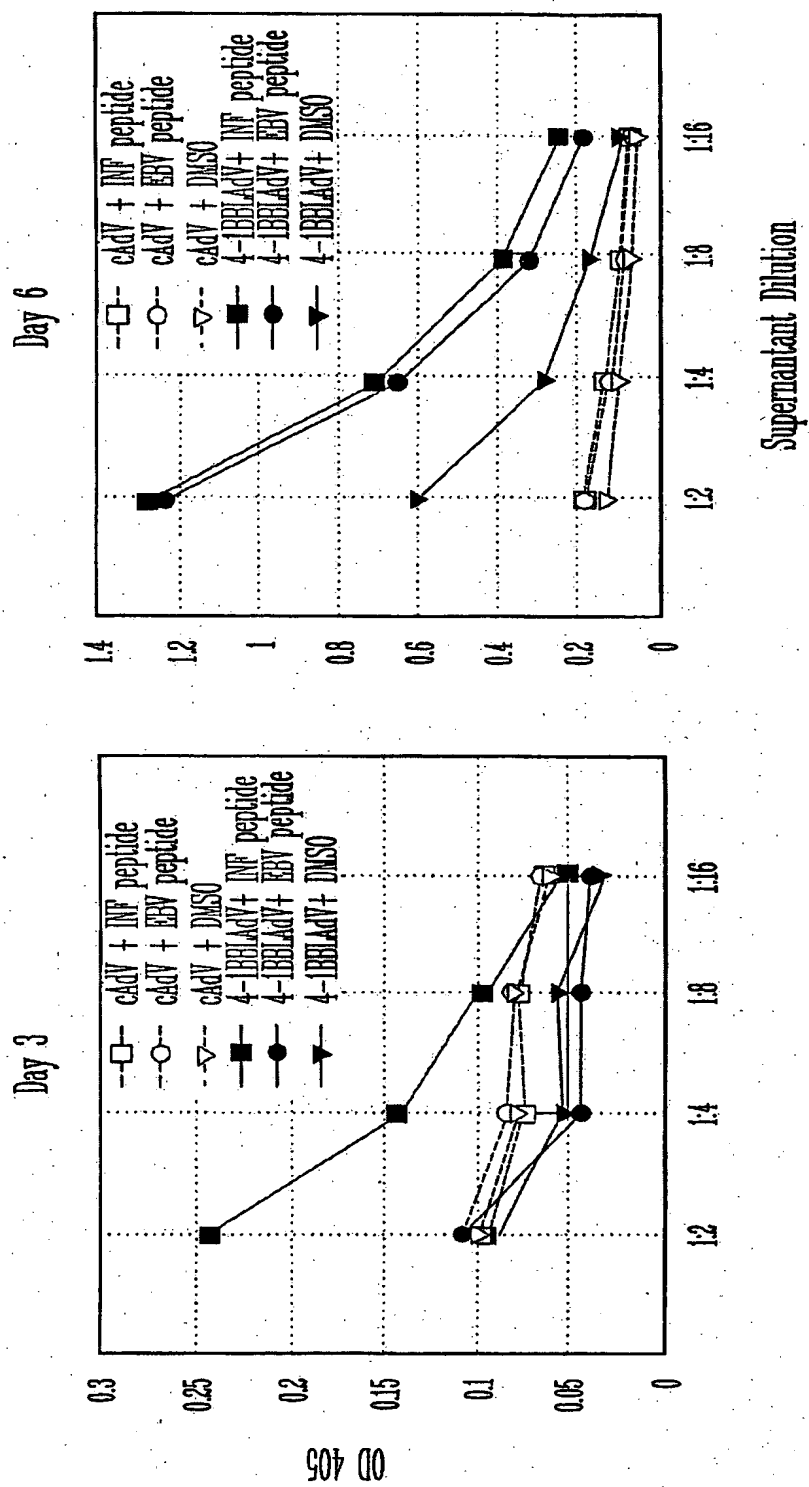 Day 3
cAdV + INF peptide
cAdV + EBV peptide
cAdV + DMSO
4-1BBLAdV+ INF peptide
4-1BBLAdV+ EBV peptide
4-1BBLAdV+ DMSO
OD 405
0.3
0.25
0.2
0.15
0.1
0.05
0
1:2
1:4
1:8
1:16
Day 6
cAdV + INF peptide
cAdV + EBV peptide
cAdV + DMSO
4-1BBLAdV+ INF peptide
4-1BBLAdV+ EBV peptide
4-1BBLAdV+ DMSO
1.4
1.2
1
0.8
0.6
0.4
0.2
0
1:2
1:4
1:8
1:16
Supernantant Dilution